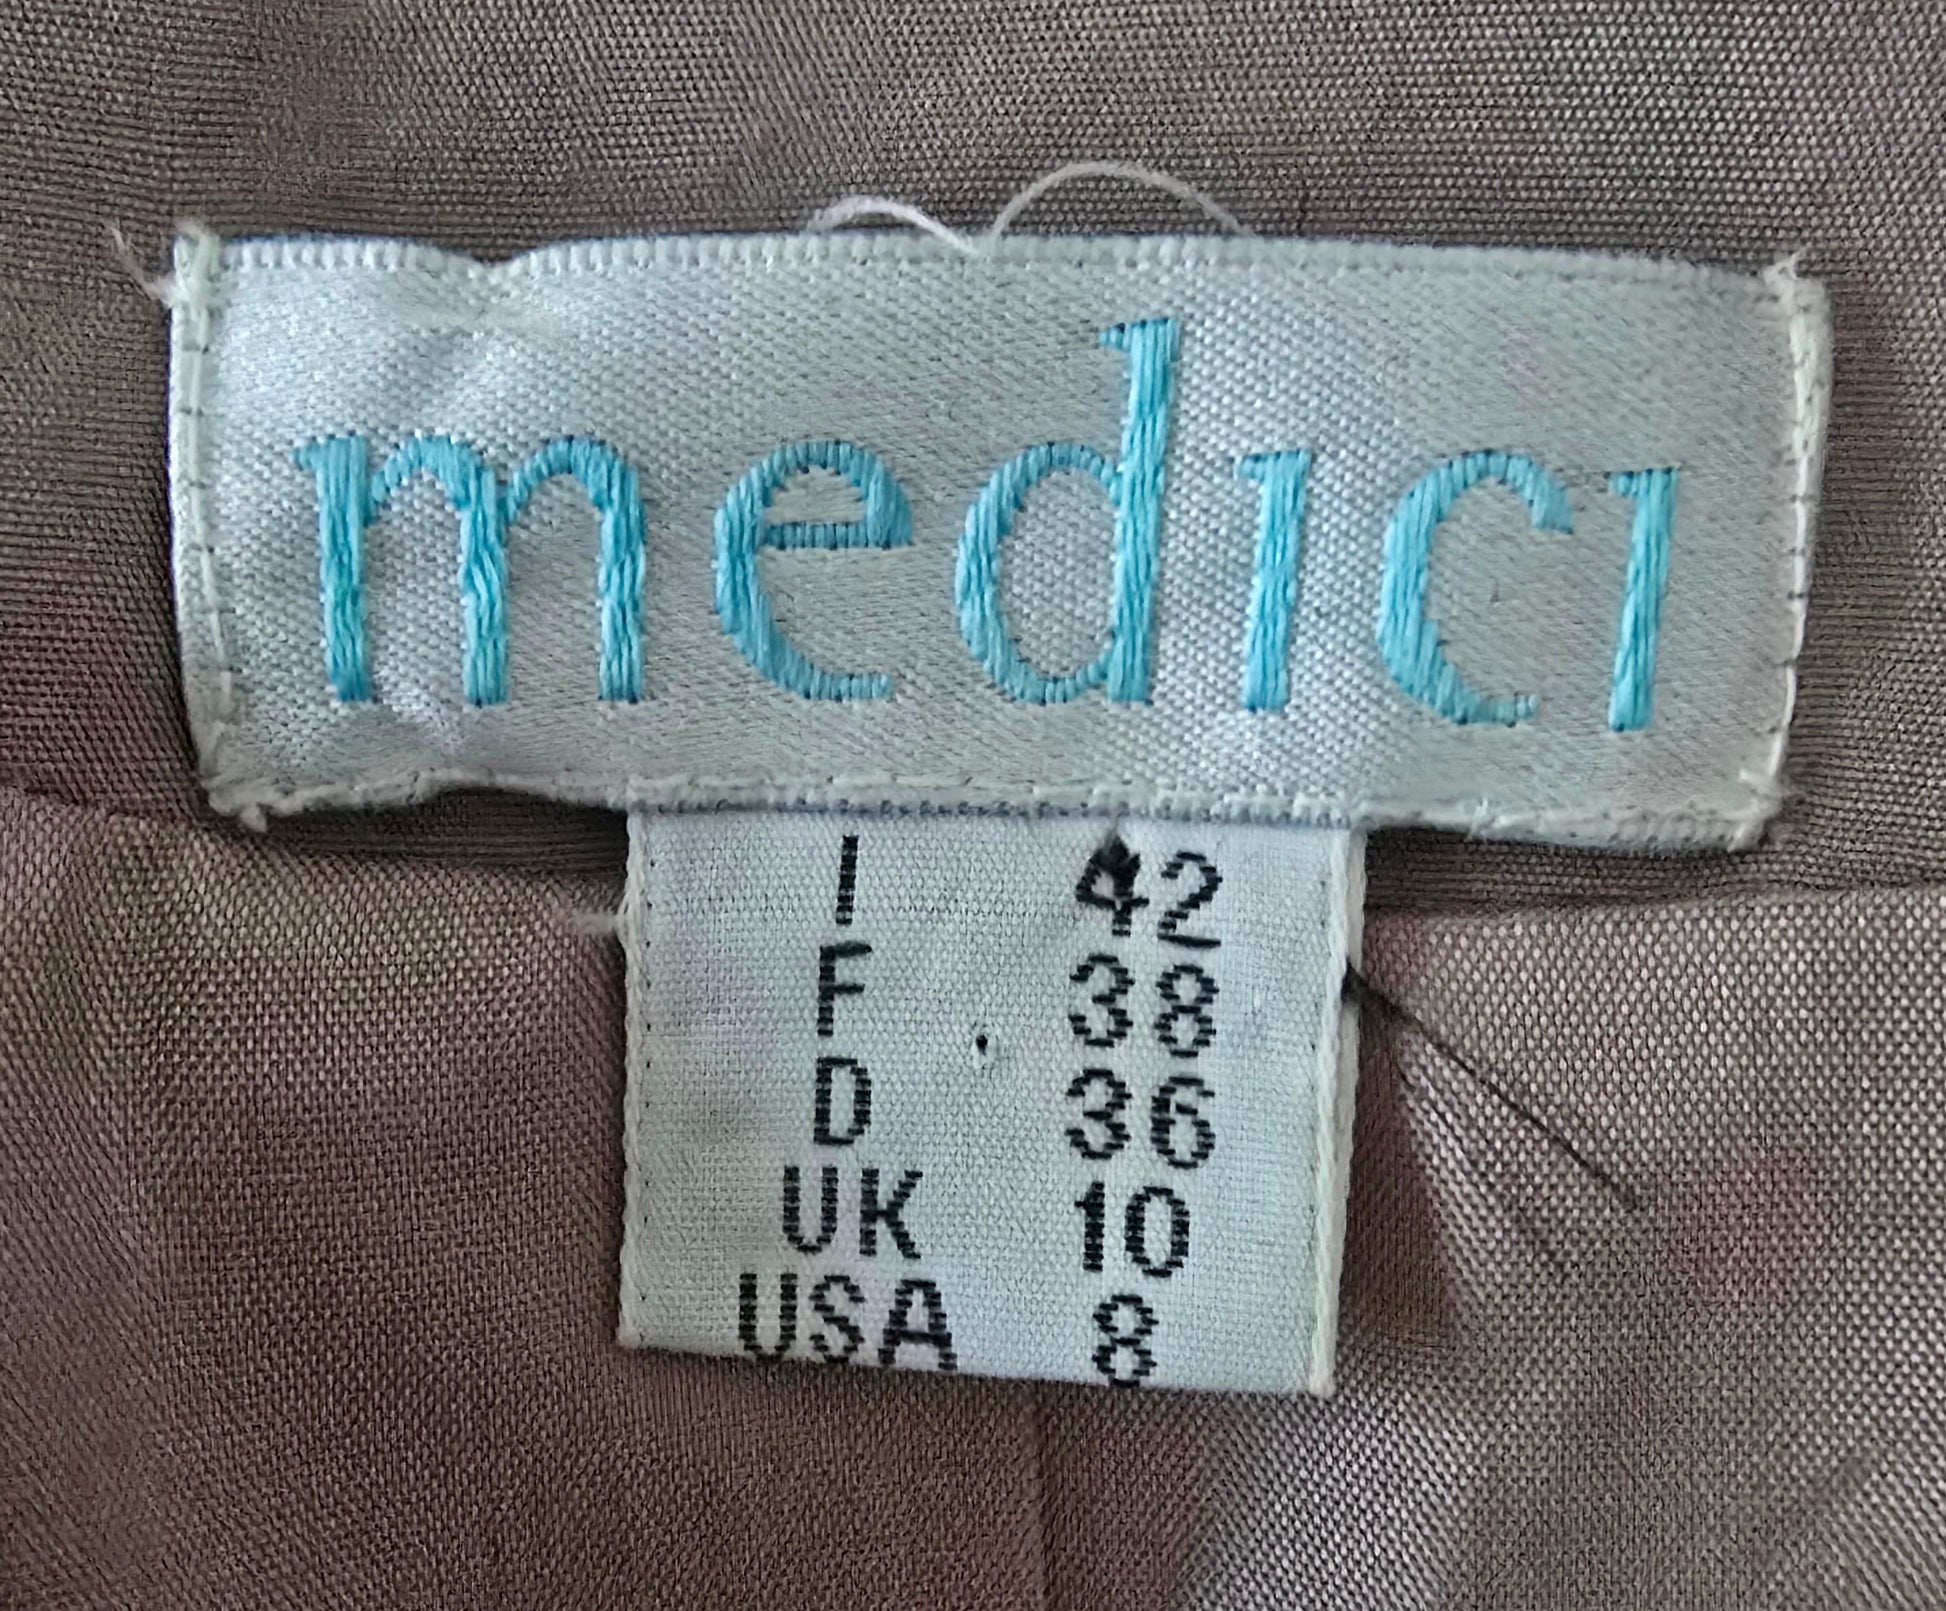 medici
I 42
F 38
D 36
UK 10
USA 8